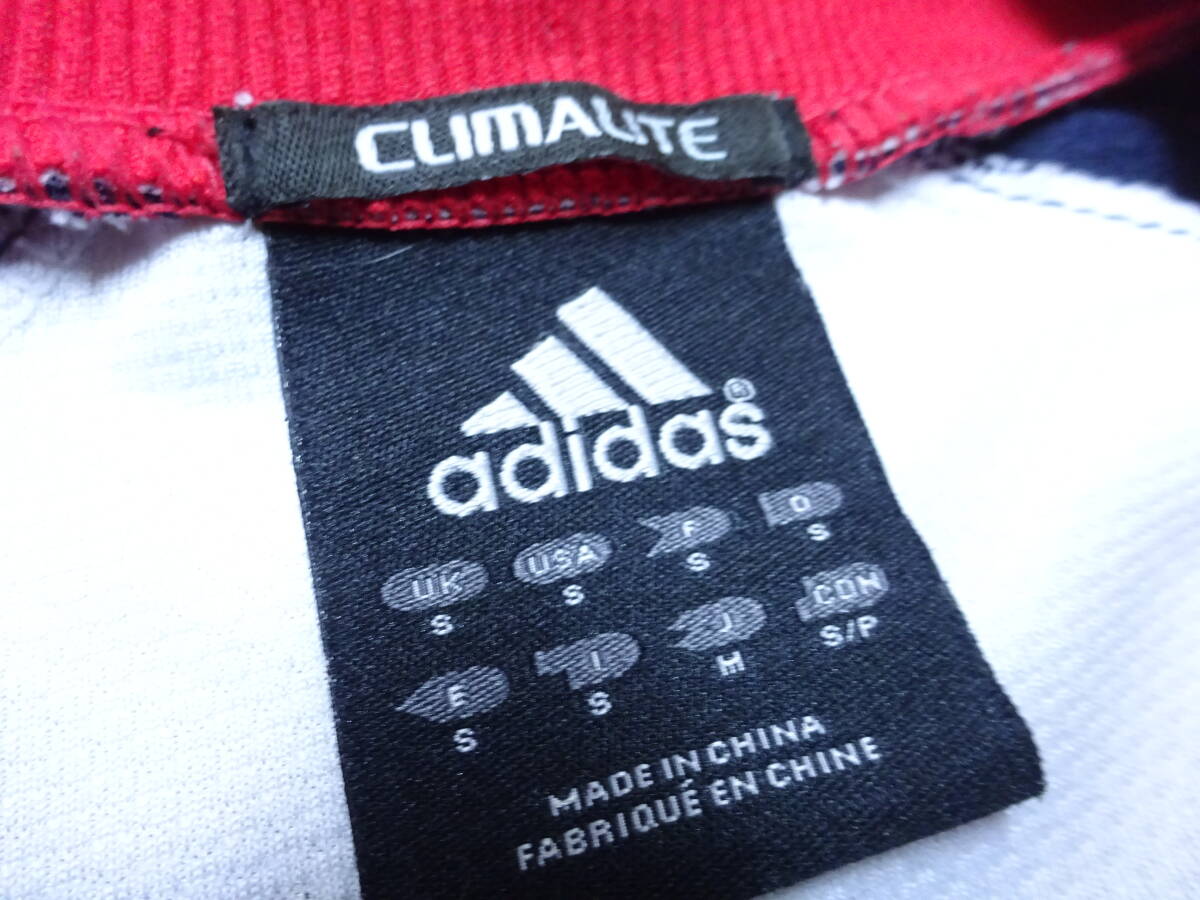 CLIMALITE
adidas®
UK USA F D
S S S S
E I J CDN
S S M S/P
MADE IN CHINA
FABRIQUÉ EN CHINE